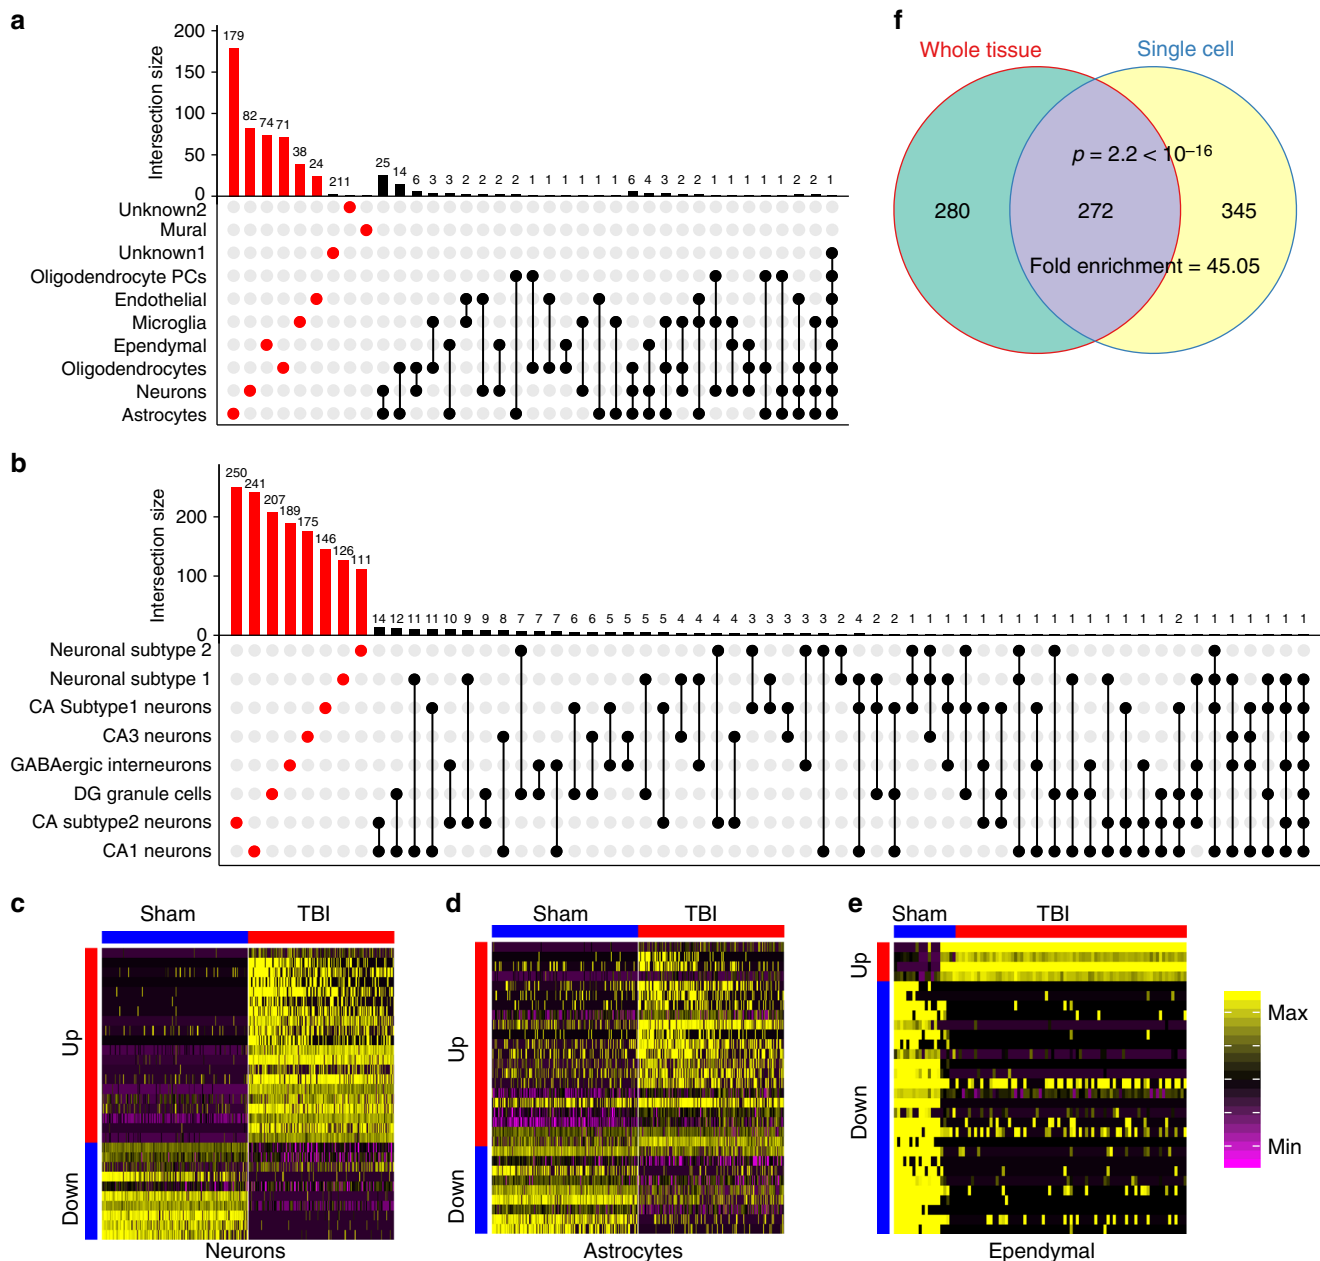 a
Intersection size
200
150
100
50
0
179
82
74
71
38
24
211
25
14
6
3
3
2
2
2
2
1
1
1
1
1
1
6
4
3
2
2
1
1
1
1
1
2
2
1
Unknown2
Mural
Unknown1
Oligodendrocyte PCs
Endothelial
Microglia
Ependymal
Oligodendrocytes
Neurons
Astrocytes
f
Whole tissue
Single cell
p = 2.2 < 10–16
280
272
345
Fold enrichment = 45.05
b
Intersection size
200
100
0
250
241
207
189
175
146
126
111
14 12 11 11 10 9 9 8 7 7 7 6 6 5 5 5 5 4 4 4 4 3 3 3 3 3 2 4 2 2 1 1 1 1 1 1 1 1 1 1 1 1 1 1 1 2 1 1 1 1 1 1 1
Neuronal subtype 2
Neuronal subtype 1
CA Subtype1 neurons
CA3 neurons
GABAergic interneurons
DG granule cells
CA subtype2 neurons
CA1 neurons
c
Sham
TBI
Up
Down
Neurons
d
Sham
TBI
Up
Down
Astrocytes
e
Sham
TBI
Up
Down
Ependymal
Max
Min